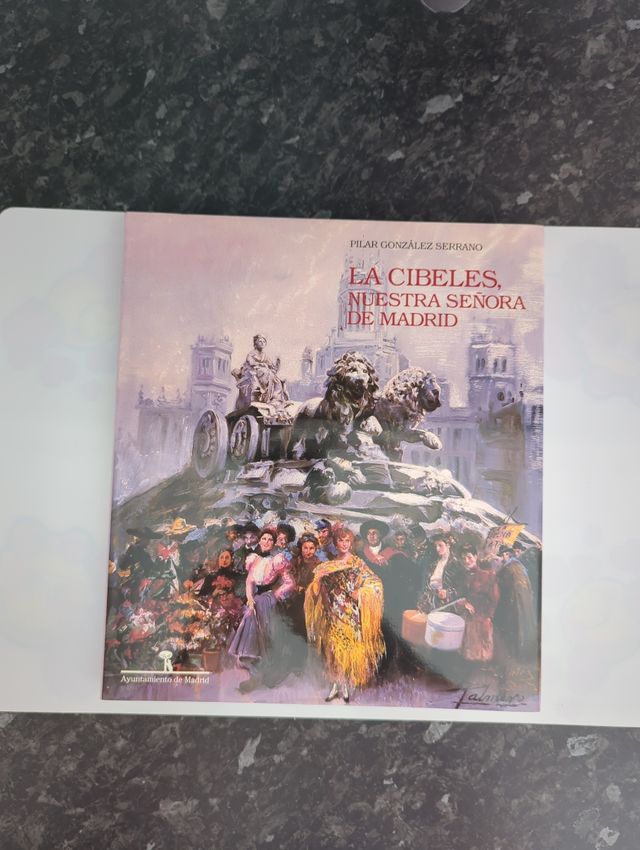 PILAR GONZÁLEZ SERRANO
LA CIBELES,
NUESTRA SEÑORA
DE MADRID
Ayuntamiento de Madrid